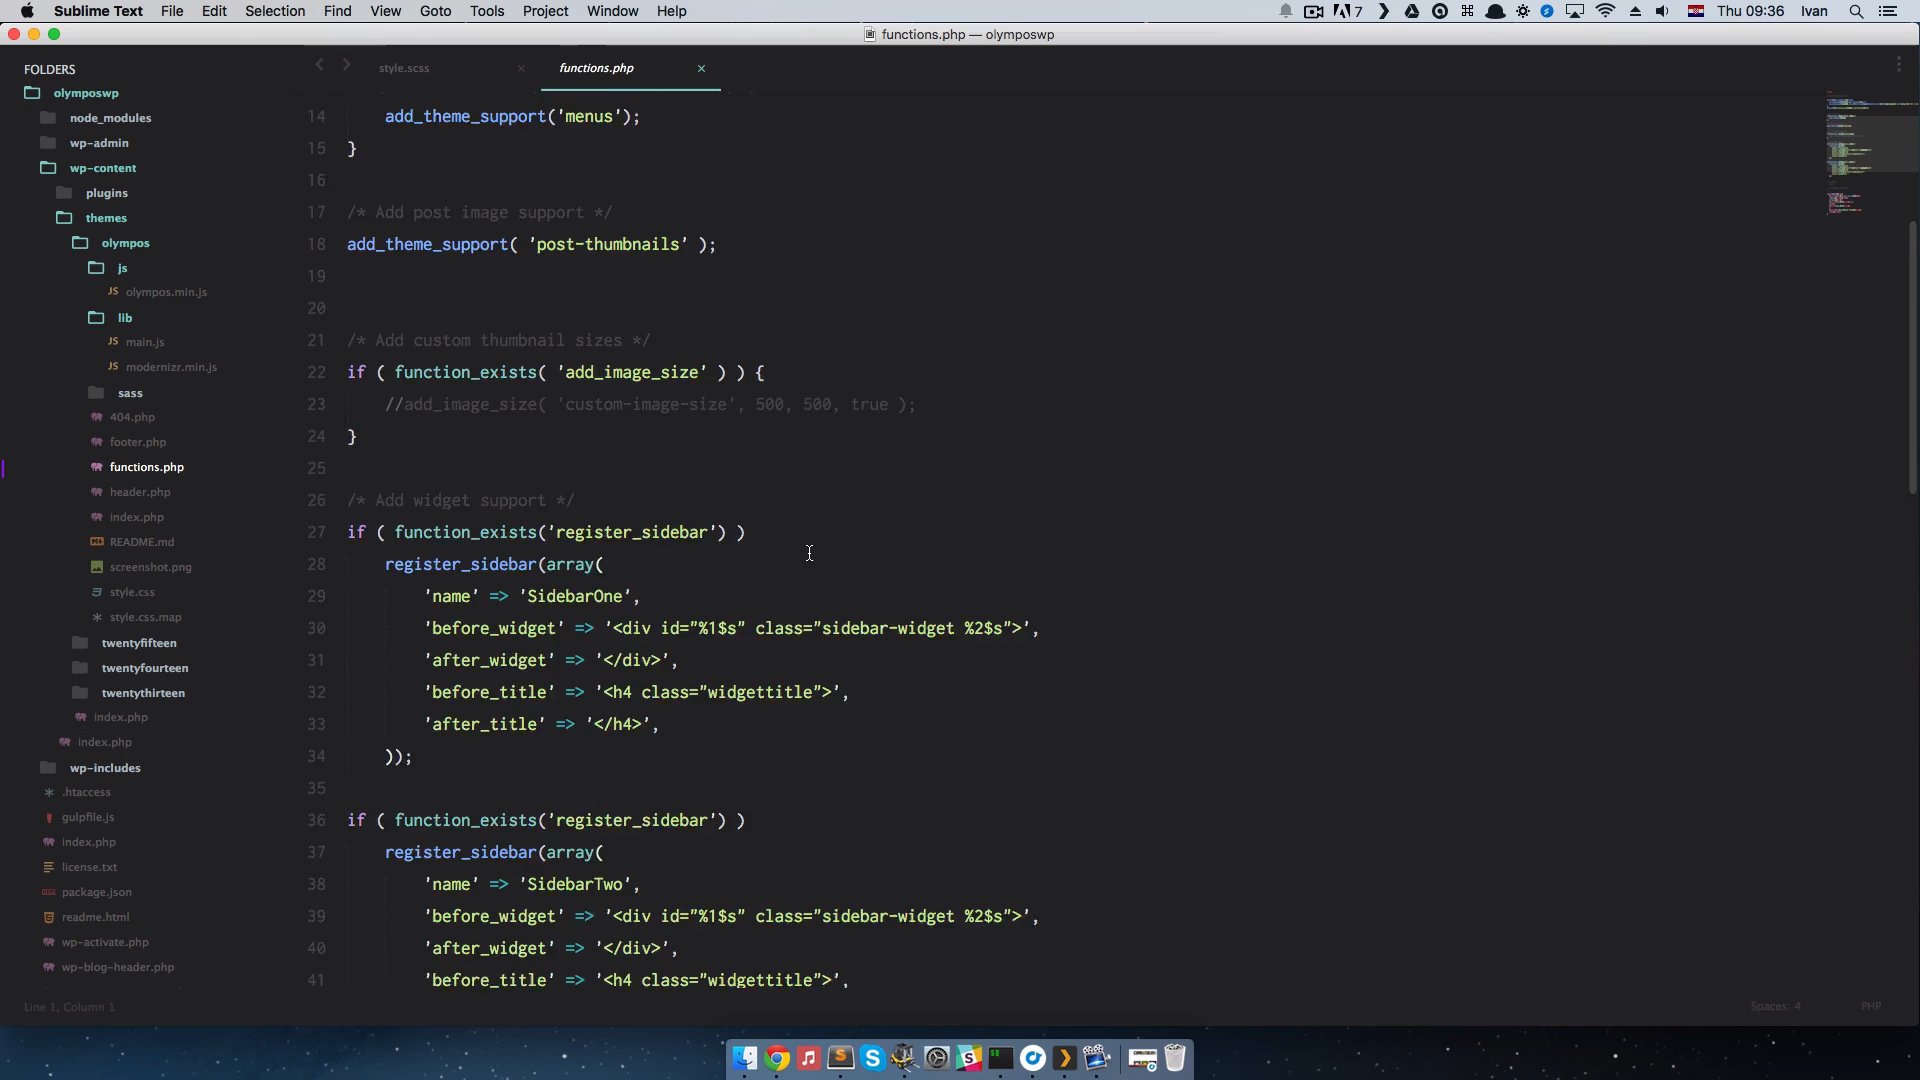 Sublime Text File Edit Selection Find View Goto Tools Project Window Help
7 Thu 09:36 Ivan
functions.php — olymposwp
FOLDERS
olymposwp
node_modules
wp-admin
wp-content
plugins
themes
olympos
js
JS olympos.min.js
lib
JS main.js
JS modernizr.min.js
sass
404.php
footer.php
functions.php
header.php
index.php
README.md
screenshot.png
style.css
style.css.map
twentyfifteen
twentyfourteen
twentythirteen
index.php
index.php
wp-includes
.htaccess
gulpfile.js
index.php
license.txt
package.json
readme.html
wp-activate.php
wp-blog-header.php
style.scss
functions.php
14 add_theme_support('menus');
15 }
16
17 /* Add post image support */
18 add_theme_support( 'post-thumbnails' );
19
20
21 /* Add custom thumbnail sizes */
22 if ( function_exists( 'add_image_size' ) ) {
23 //add_image_size( 'custom-image-size', 500, 500, true );
24 }
25
26 /* Add widget support */
27 if ( function_exists('register_sidebar') )
28 register_sidebar(array(
29 'name' => 'SidebarOne',
30 'before_widget' => '<div id="%1$s" class="sidebar-widget %2$s">',
31 'after_widget' => '</div>',
32 'before_title' => '<h4 class="widgettitle">',
33 'after_title' => '</h4>',
34 ));
35
36 if ( function_exists('register_sidebar') )
37 register_sidebar(array(
38 'name' => 'SidebarTwo',
39 'before_widget' => '<div id="%1$s" class="sidebar-widget %2$s">',
40 'after_widget' => '</div>',
41 'before_title' => '<h4 class="widgettitle">',
Line 1, Column 1
Spaces: 4 PHP